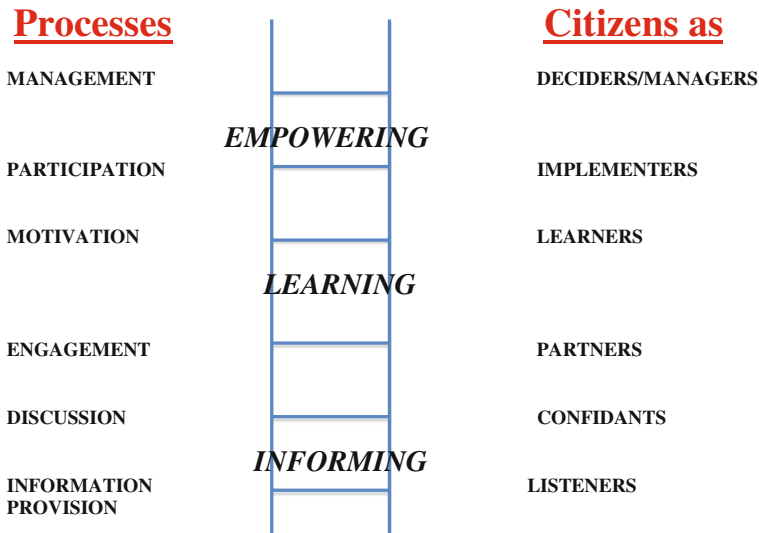 Processes
Citizens as
MANAGEMENT
DECIDERS/MANAGERS
EMPOWERING
PARTICIPATION
IMPLEMENTERS
MOTIVATION
LEARNERS
LEARNING
ENGAGEMENT
PARTNERS
DISCUSSION
CONFIDANTS
INFORMING
INFORMATION
PROVISION
LISTENERS